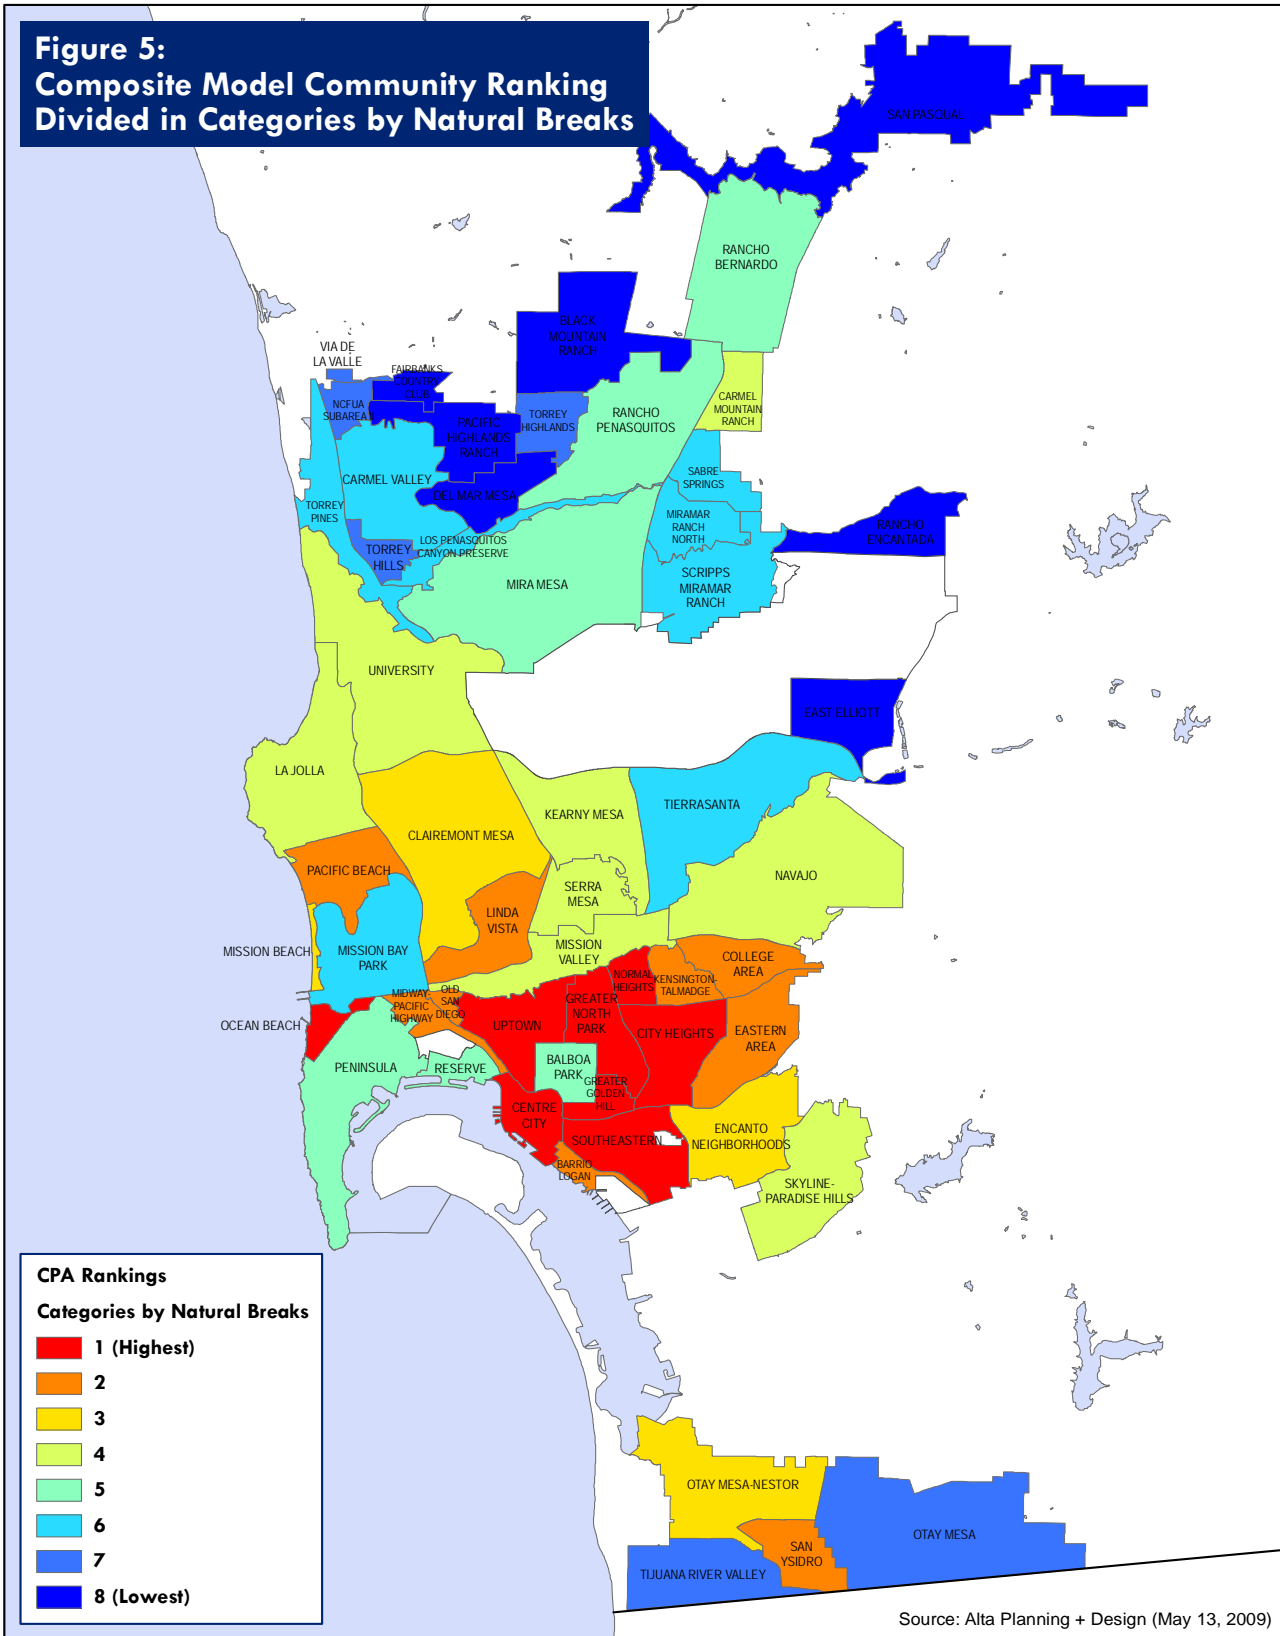 Figure 5:
Composite Model Community Ranking
Divided in Categories by Natural Breaks
SAN PASQUAL
RANCHO
BERNARDO
BLACK
MOUNTAIN
RANCH
VIA DE
LA VALLE
FAIRBANKS
COUNTRY
CLUB
NCFUA
SUBAREA II
CARMEL
MOUNTAIN
RANCH
RANCHO
PENASQUITOS
TORREY
HIGHLANDS
PACIFIC
HIGHLANDS
RANCH
CARMEL VALLEY
DEL MAR MESA
SABRE
SPRINGS
TORREY
PINES
MIRAMAR
RANCH
NORTH
RANCHO
ENCANTADA
LOS PENASQUITOS
CANYON PRESERVE
TORREY
HILLS
MIRA MESA
SCRIPPS
MIRAMAR
RANCH
UNIVERSITY
EAST ELLIOTT
LA JOLLA
TIERRASANTA
KEARNY MESA
CLAIREMONT MESA
PACIFIC BEACH
NAVAJO
SERRA
MESA
LINDA
VISTA
MISSION BEACH
MISSION BAY
PARK
MISSION
VALLEY
COLLEGE
AREA
NORMAL
HEIGHTS
KENSINGTON-
TALMADGE
MIDWAY-
PACIFIC
HIGHWAY
OLD
SAN
DIEGO
GREATER
NORTH
PARK
OCEAN BEACH
UPTOWN
CITY HEIGHTS
EASTERN
AREA
PENINSULA
RESERVE
BALBOA
PARK
GREATER
GOLDEN
HILL
CENTRE
CITY
SOUTHEASTERN
ENCANTO
NEIGHBORHOODS
BARRIO
LOGAN
SKYLINE-
PARADISE HILLS
CPA Rankings
Categories by Natural Breaks
1 (Highest)
2
3
4
5
6
7
8 (Lowest)
OTAY MESA-NESTOR
OTAY MESA
SAN
YSIDRO
TIJUANA RIVER VALLEY
Source: Alta Planning + Design (May 13, 2009)